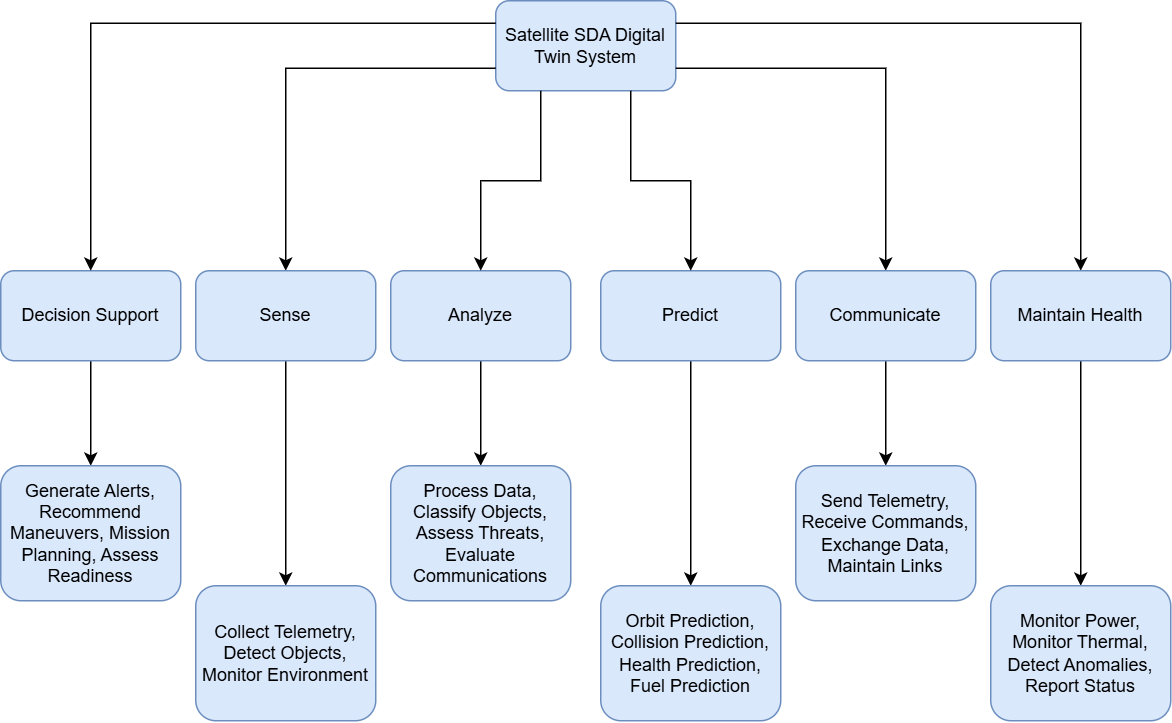 Satellite SDA Digital
Twin System
Decision Support
Sense
Analyze
Predict
Communicate
Maintain Health
Generate Alerts,
Recommend
Maneuvers, Mission
Planning, Assess
Readiness
Collect Telemetry,
Detect Objects,
Monitor Environment
Process Data,
Classify Objects,
Assess Threats,
Evaluate
Communications
Orbit Prediction,
Collision Prediction,
Health Prediction,
Fuel Prediction
Send Telemetry,
Receive Commands,
Exchange Data,
Maintain Links
Monitor Power,
Monitor Thermal,
Detect Anomalies,
Report Status